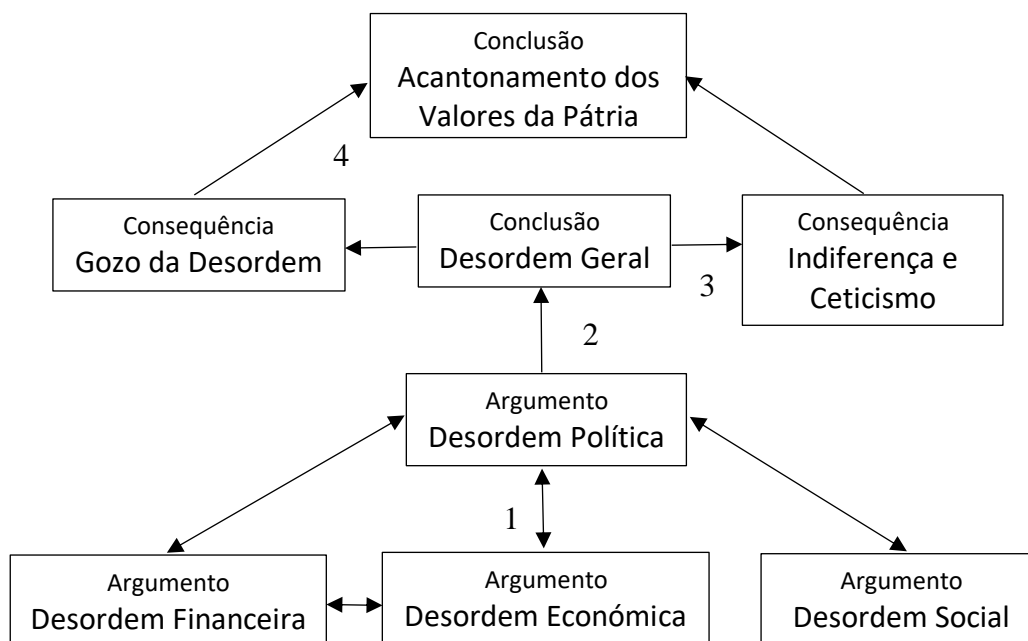 Conclusão
Acantonamento dos
Valores da Pátria
4
Consequência
Gozo da Desordem
Conclusão
Desordem Geral
3
Consequência
Indiferença e
Ceticismo
2
Argumento
Desordem Política
1
Argumento
Desordem Financeira
Argumento
Desordem Económica
Argumento
Desordem Social